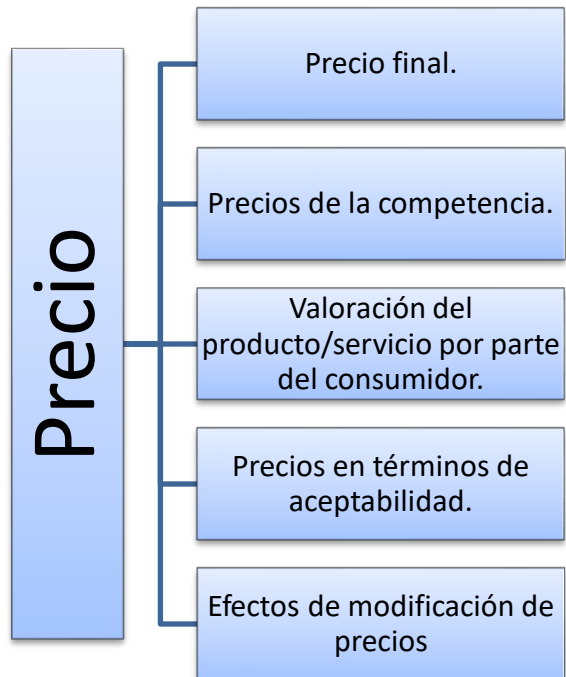 Precio
Precio final.
Precios de la competencia.
Valoración del
producto/servicio por parte
del consumidor.
Precios en términos de
aceptabilidad.
Efectos de modificación de
precios